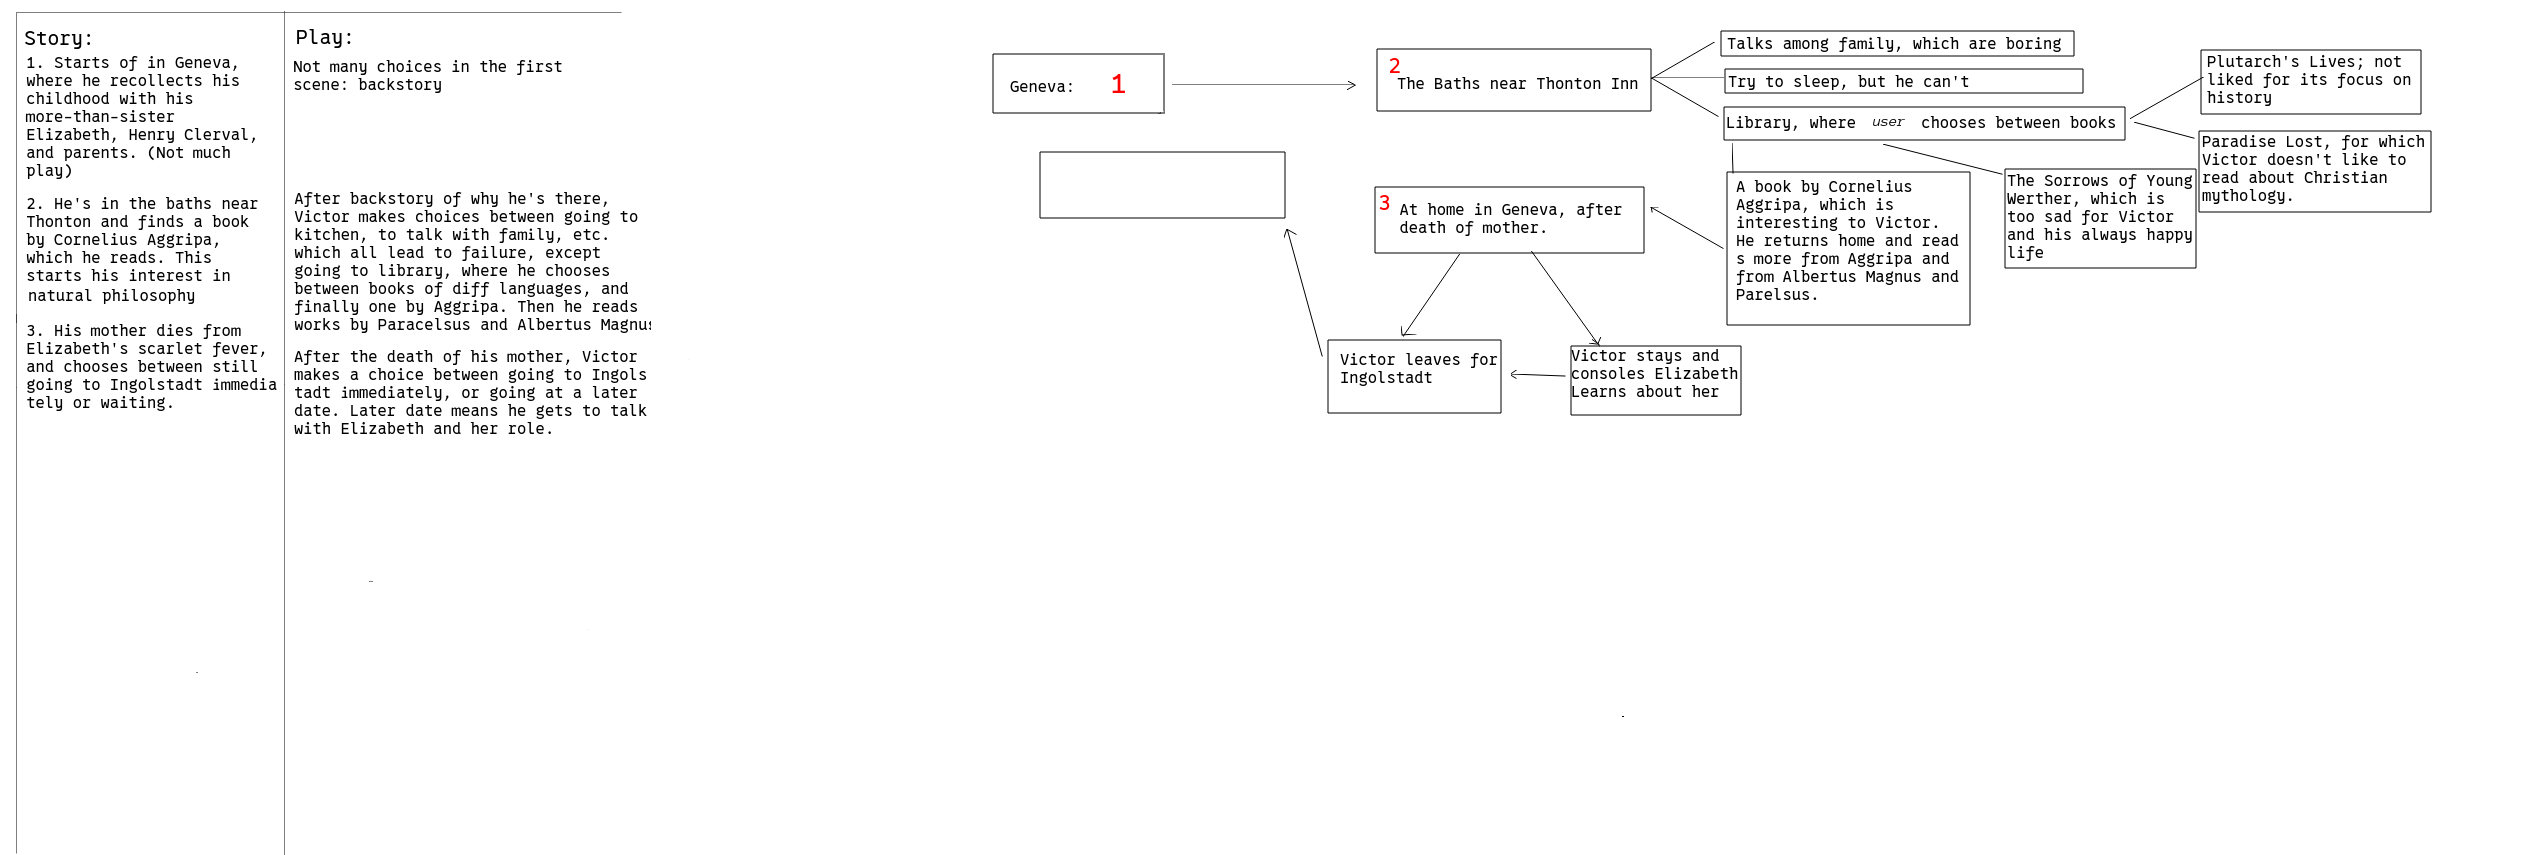 Story:
1. Starts of in Geneva,
where he recollects his
childhood with his
more-than-sister
Elizabeth, Henry Clerval,
and parents. (Not much
play)
2. He's in the baths near
Thonton and finds a book
by Cornelius Aggripa,
which he reads. This
starts his interest in
natural philosophy
3. His mother dies from
Elizabeth's scarlet fever,
and chooses between still
going to Ingolstadt immedia
tely or waiting.
Play:
Not many choices in the first
scene: backstory
After backstory of why he's there,
Victor makes choices between going to
kitchen, to talk with family, etc.
which all lead to failure, except
going to library, where he chooses
between books of diff languages, and
finally one by Aggripa. Then he reads
works by Paracelsus and Albertus Magnus
After the death of his mother, Victor
makes a choice between going to Ingols
tadt immediately, or going at a later
date. Later date means he gets to talk
with Elizabeth and her role.
Geneva: 1
2
The Baths near Thonton Inn
Talks among family, which are boring
Try to sleep, but he can't
Library, where user chooses between books
Plutarch's Lives; not
liked for its focus on
history
Paradise Lost, for which
Victor doesn't like to
read about Christian
mythology.
The Sorrows of Young
Werther, which is
too sad for Victor
and his always happy
life
A book by Cornelius
Aggripa, which is
interesting to Victor.
He returns home and read
s more from Aggripa and
from Albertus Magnus and
Parelsus.
3 At home in Geneva, after
death of mother.
Victor leaves for
Ingolstadt
Victor stays and
consoles Elizabeth
Learns about her